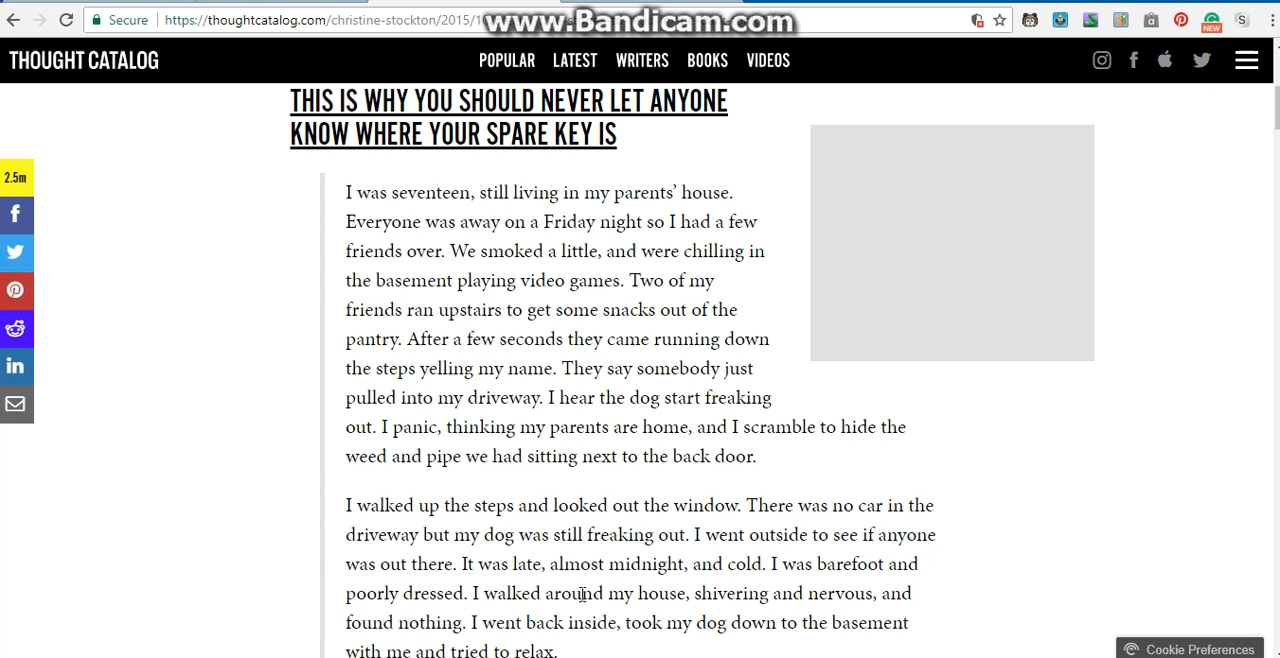 www.Bandicam.com
Secure
https://thoughtcatalog.com/christine-stockton/2015/1
NEW
THOUGHT CATALOG
POPULAR LATEST WRITERS BOOKS VIDEOS
THIS IS WHY YOU SHOULD NEVER LET ANYONE
KNOW WHERE YOUR SPARE KEY IS
2.5m
I was seventeen, still living in my parents’ house.
Everyone was away on a Friday night so I had a few
friends over. We smoked a little, and were chilling in
the basement playing video games. Two of my
friends ran upstairs to get some snacks out of the
pantry. After a few seconds they came running down
the steps yelling my name. They say somebody just
pulled into my driveway. I hear the dog start freaking
out. I panic, thinking my parents are home, and I scramble to hide the
weed and pipe we had sitting next to the back door.
I walked up the steps and looked out the window. There was no car in the
driveway but my dog was still freaking out. I went outside to see if anyone
was out there. It was late, almost midnight, and cold. I was barefoot and
poorly dressed. I walked around my house, shivering and nervous, and
found nothing. I went back inside, took my dog down to the basement
with me and tried to relax.
Cookie Preferences